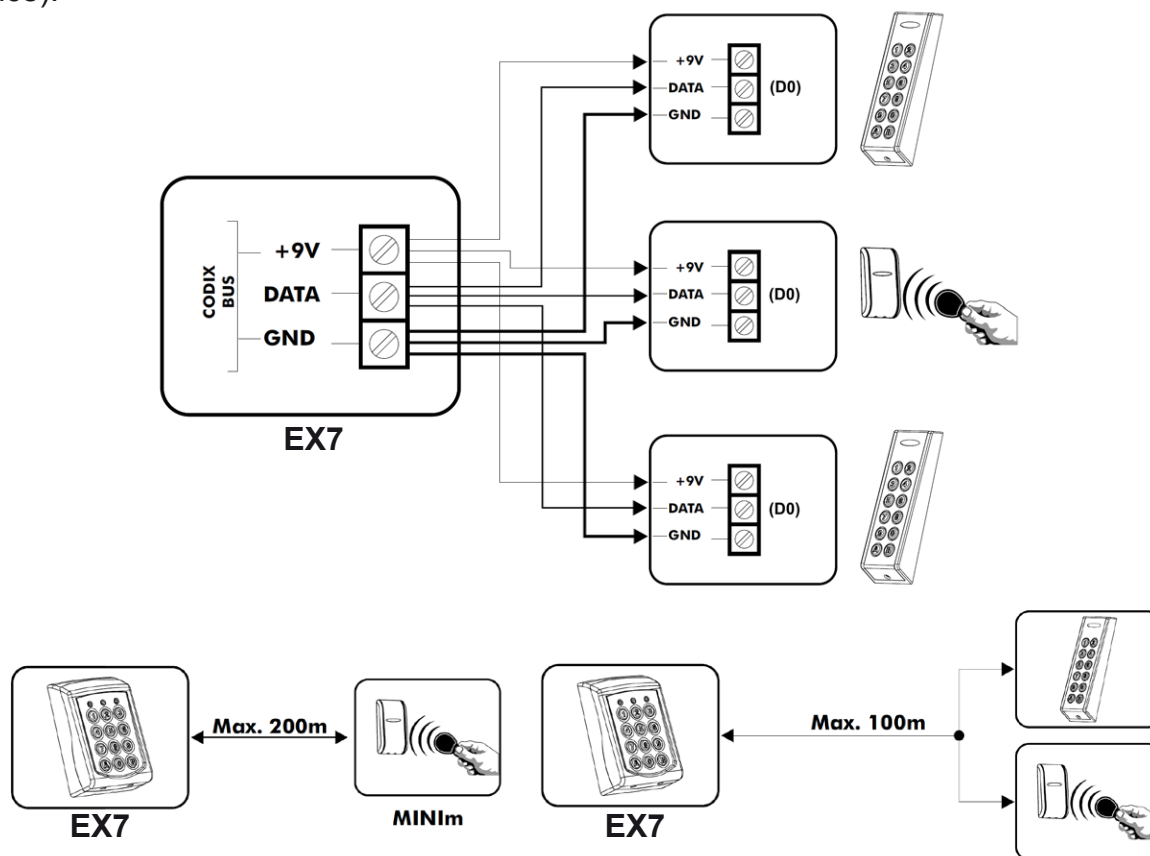 +9V
DATA (D0)
GND
CODIX
BUS
+9V
DATA
GND
EX7
+9V
DATA (D0)
GND
+9V
DATA (D0)
GND
Max. 200m
Max. 100m
EX7
MINIm
EX7